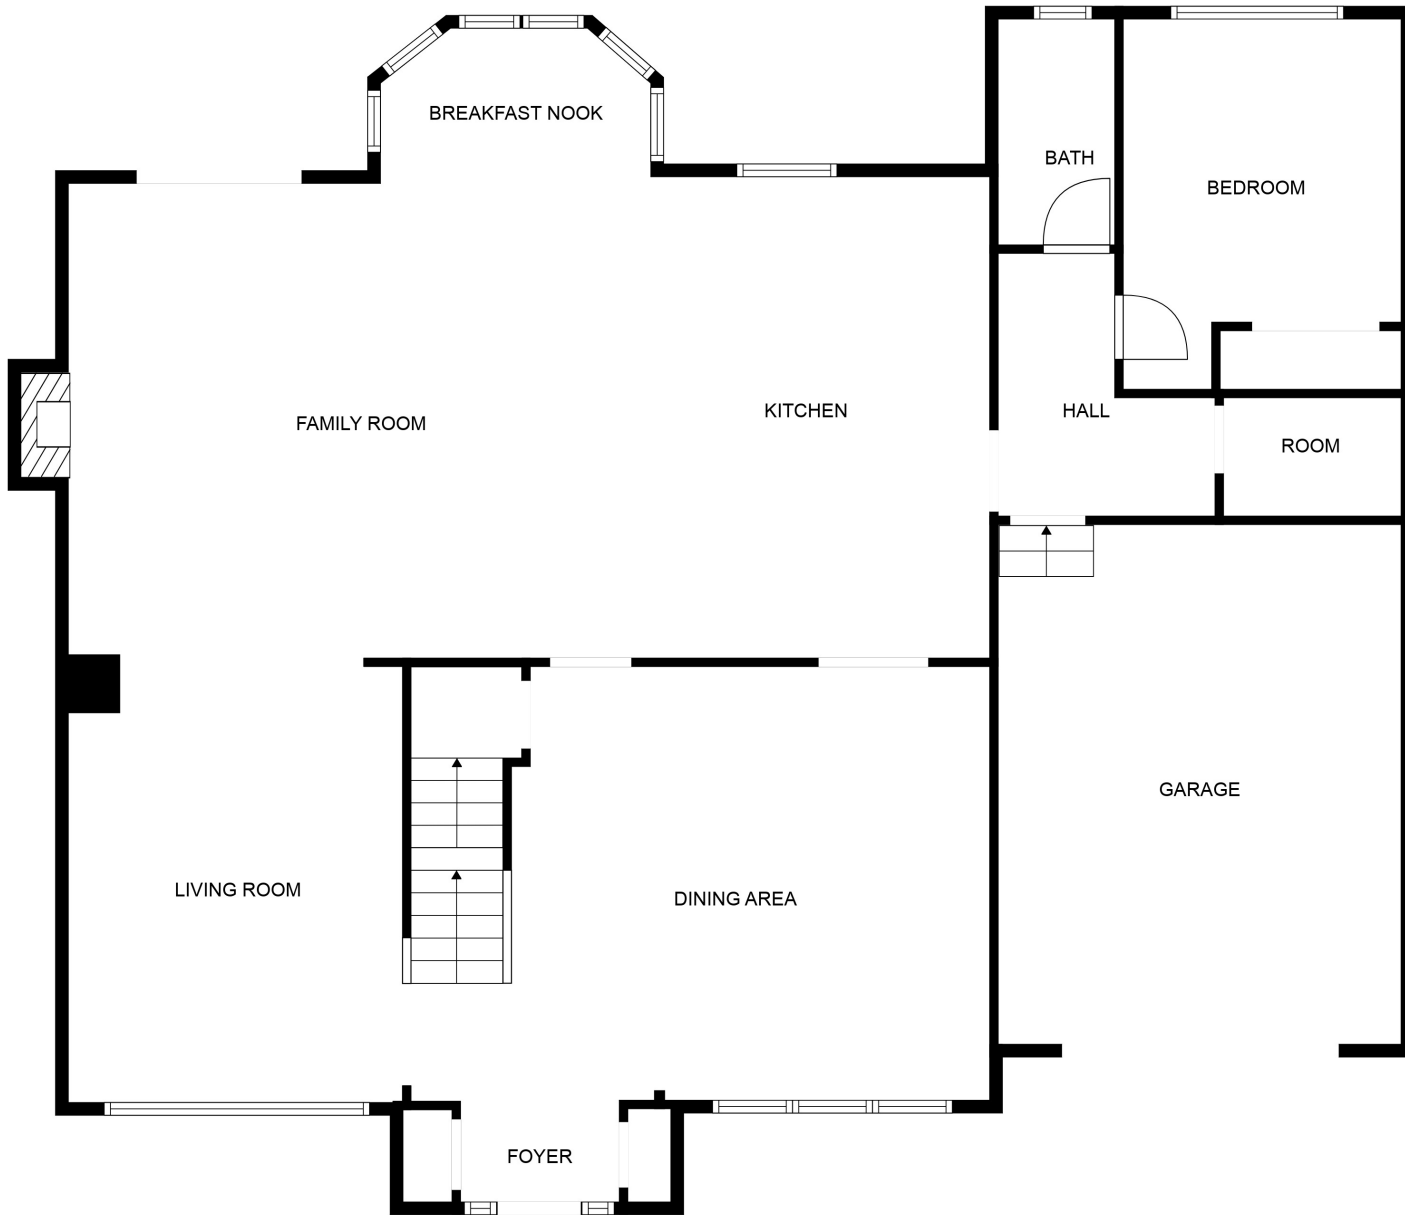 BREAKFAST NOOK
BATH
BEDROOM
FAMILY ROOM
KITCHEN
HALL
ROOM
GARAGE
LIVING ROOM
DINING AREA
FOYER